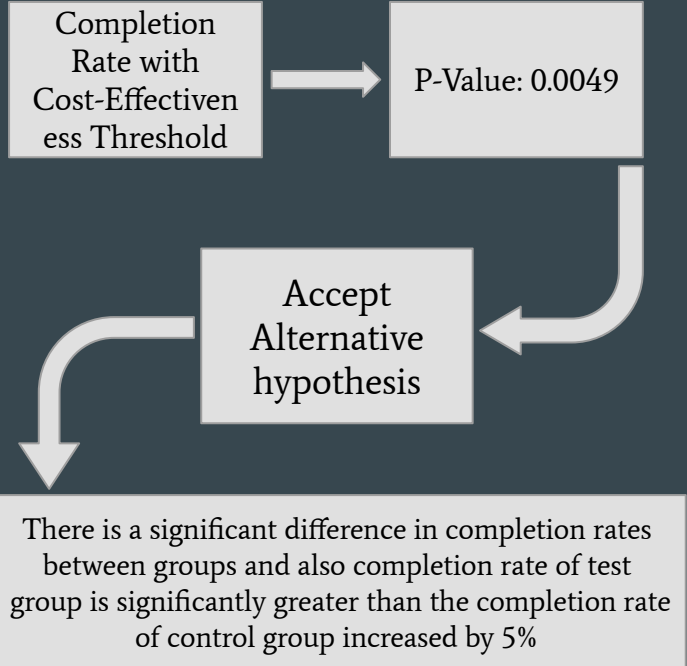 Completion
Rate with
Cost-Effectiven
ess Threshold
P-Value: 0.0049
Accept
Alternative
hypothesis
There is a significant difference in completion rates
between groups and also completion rate of test
group is significantly greater than the completion rate
of control group increased by 5%